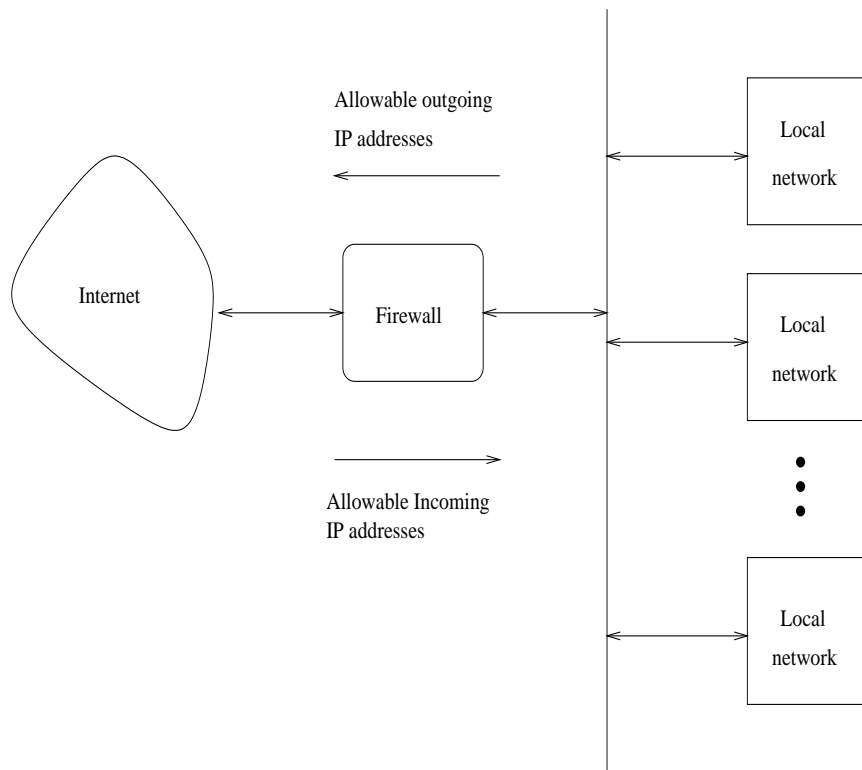 Allowable outgoing
IP addresses
Local
network
Internet
Firewall
Local
network
Allowable Incoming
IP addresses
Local
network